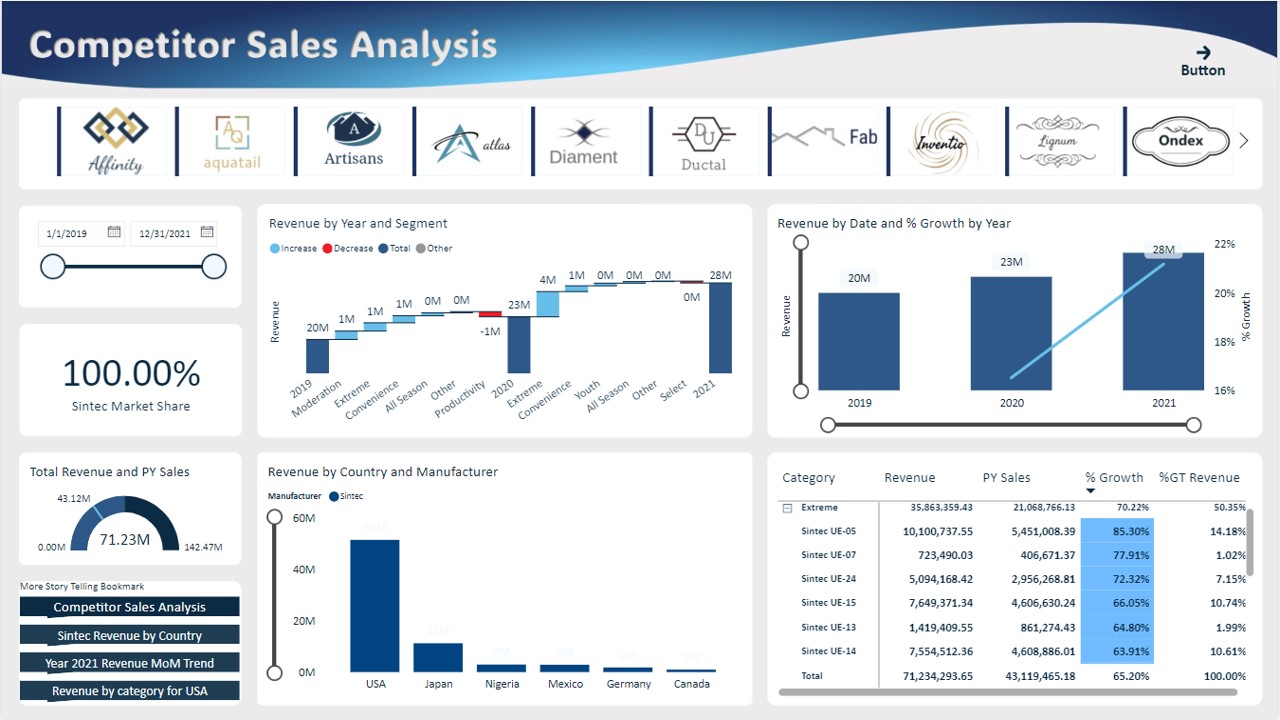 Competitor Sales Analysis
Button
Affinity
AQ
aquatail
A
Artisans
atlas
Diament
DU
Ductal
Fab
Inventio
Lignum
Ondex
1/1/2019
12/31/2021
100.00%
Sintec Market Share
Total Revenue and PY Sales
43.12M
71.23M
0.00M
142.47M
More Story Telling Bookmark
Competitor Sales Analysis
Sintec Revenue by Country
Year 2021 Revenue MoM Trend
Revenue by category for USA
Revenue by Year and Segment
Increase Decrease Total Other
Revenue
20M 1M 1M 1M 0M 0M -1M 23M 4M 1M 0M 0M 0M 0M 28M
2019 Moderation Extreme Convenience All Season Other Productivity 2020 Extreme Convenience Youth All Season Other Select 2021
Revenue by Date and % Growth by Year
Revenue
20M
23M
28M
22%
20%
18%
16%
% Growth
2019 2020 2021
Revenue by Country and Manufacturer
Manufacturer Sintec
60M
40M
20M
0M
USA Japan Nigeria Mexico Germany Canada
Category Revenue PY Sales % Growth %GT Revenue
Extreme 35,863,359.43 21,068,766.13 70.22% 50.35%
Sintec UE-05 10,100,737.55 5,451,008.39 85.30% 14.18%
Sintec UE-07 723,490.03 406,671.37 77.91% 1.02%
Sintec UE-24 5,094,168.42 2,956,268.81 72.32% 7.15%
Sintec UE-15 7,649,371.34 4,606,630.24 66.05% 10.74%
Sintec UE-13 1,419,409.55 861,274.43 64.80% 1.99%
Sintec UE-14 7,554,512.36 4,608,886.01 63.91% 10.61%
Total 71,234,293.65 43,119,465.18 65.20% 100.00%